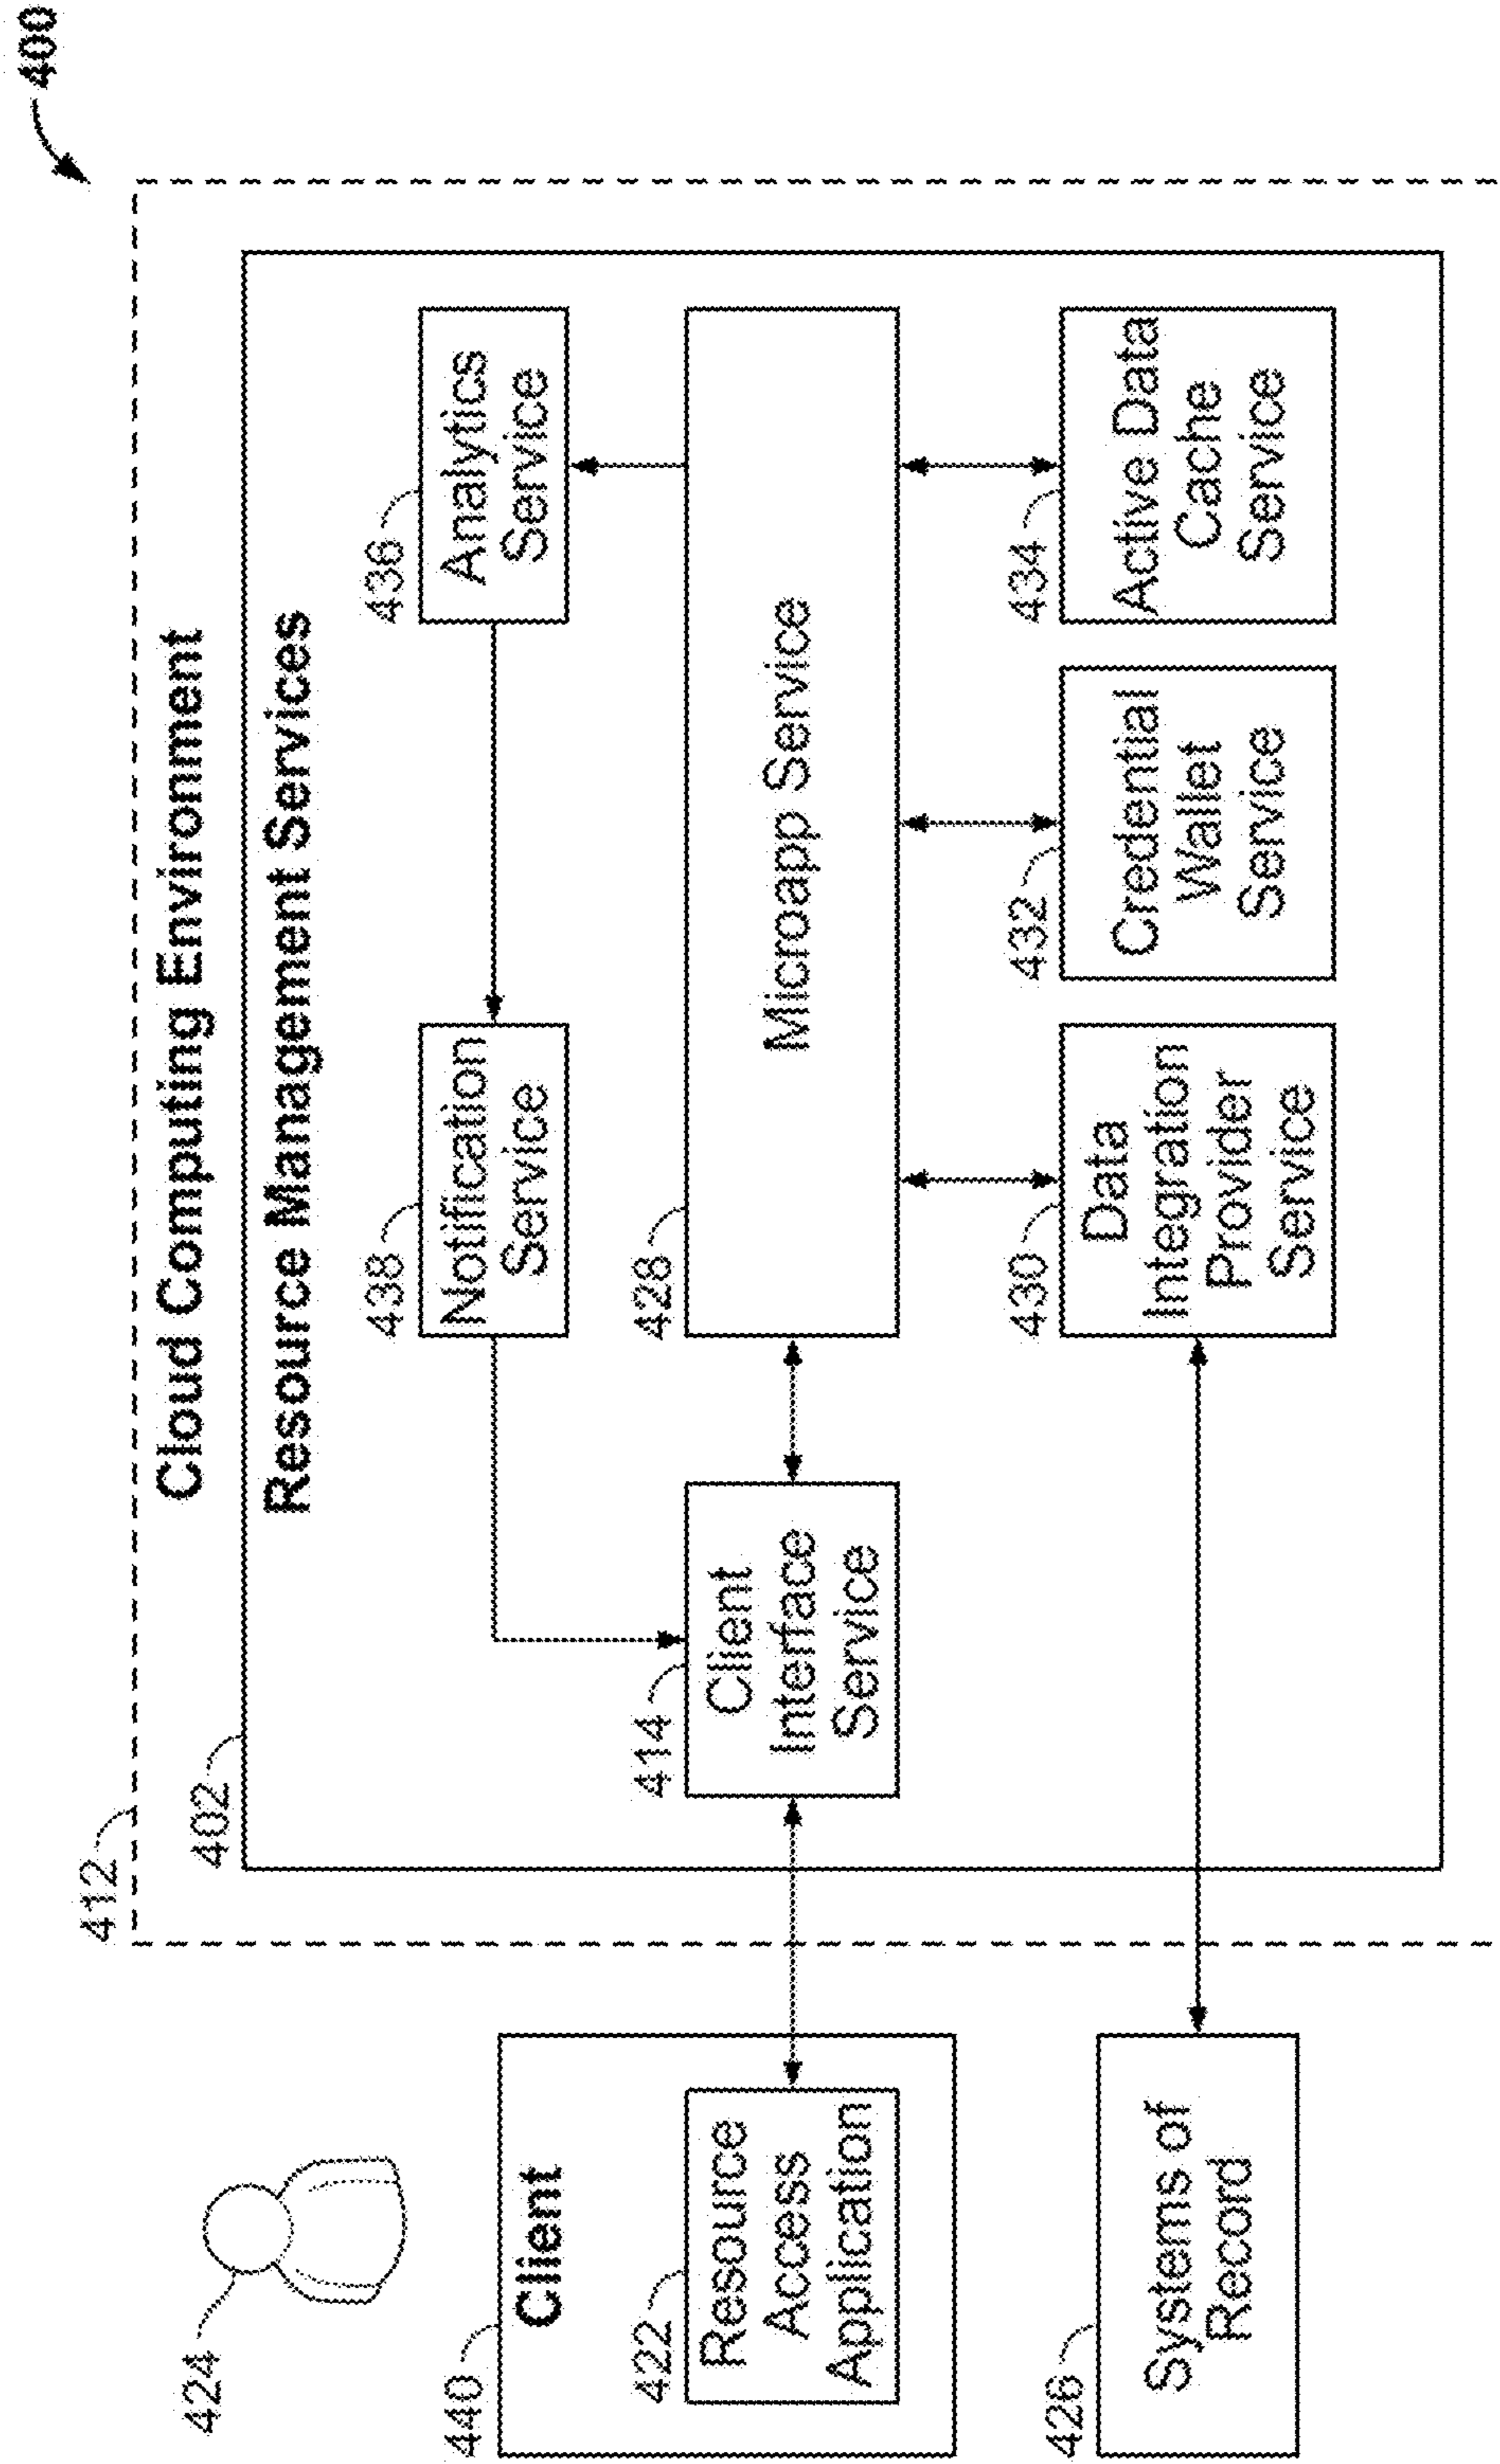 400
412
Cloud Computing Environment
402
Resource Management Services
424
438
Notification
Service
436
Analytics
Service
440
Client
422
Resource
Access
Application
414
Client
Interface
Service
428
Microapp Service
426
Systems of
Record
430
Data
Integration
Provider
Service
432
Credential
Wallet
Service
434
Active Data
Cache
Service